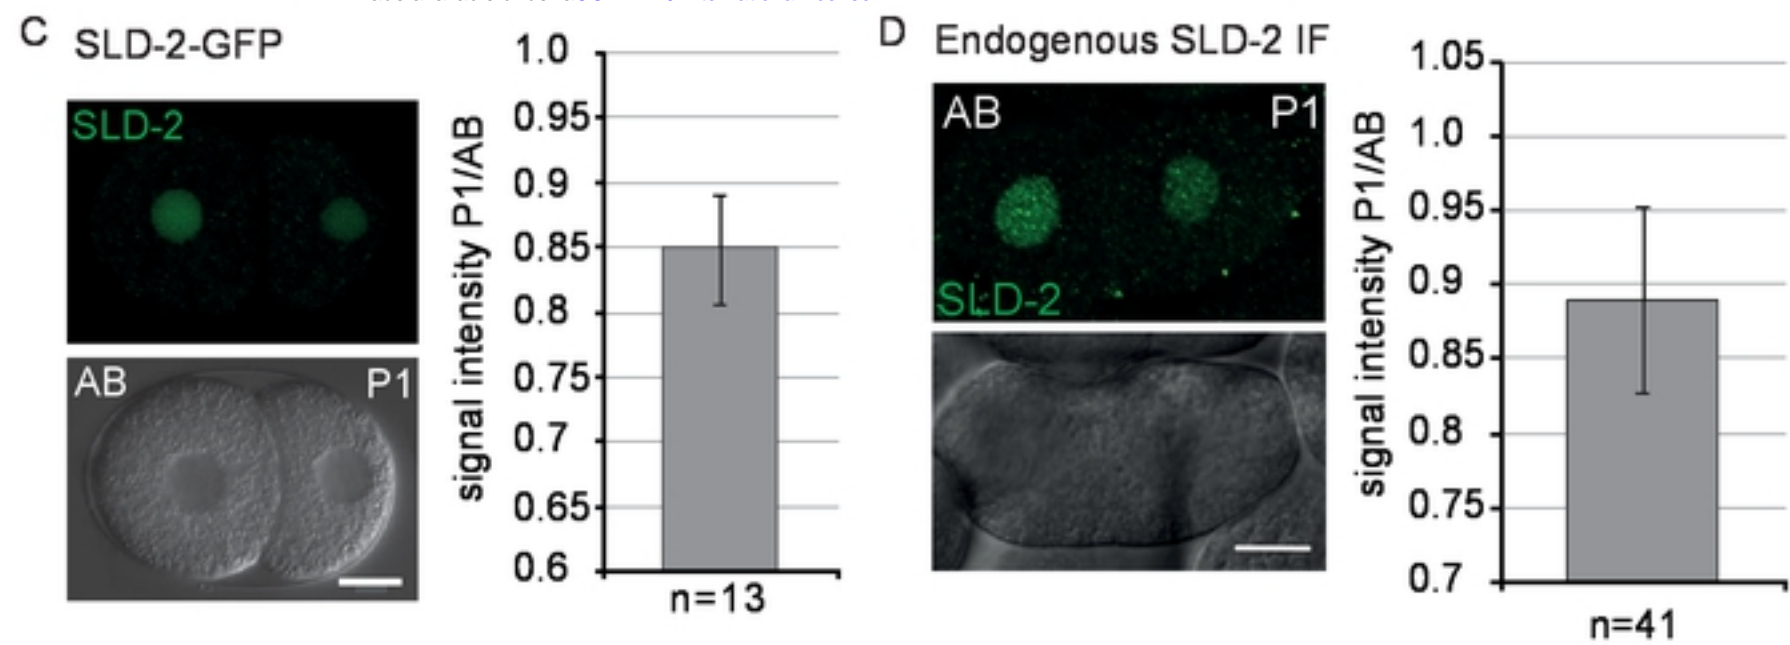 C SLD-2-GFP
SLD-2
AB P1
signal intensity P1/AB
1.0
0.95
0.9
0.85
0.8
0.75
0.7
0.65
0.6
n=13
D Endogenous SLD-2 IF
AB P1
SLD-2
signal intensity P1/AB
1.05
1.0
0.95
0.9
0.85
0.8
0.75
0.7
n=41